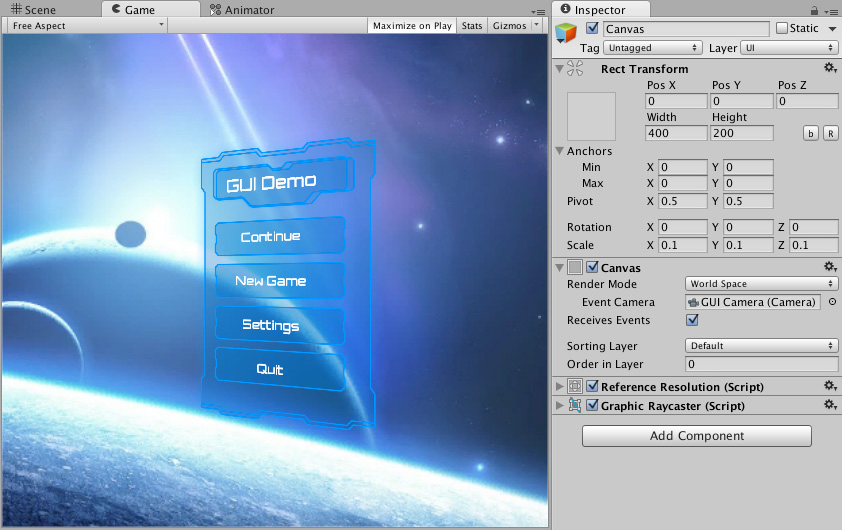 Scene Game Animator
Free Aspect Maximize on Play Stats Gizmos
GUI Demo
Continue
New Game
Settings
Quit
Inspector
Canvas Static
Tag Untagged Layer UI
Rect Transform
Pos X Pos Y Pos Z
0 0 0
Width Height
400 200 b R
Anchors
Min X 0 Y 0
Max X 0 Y 0
Pivot X 0.5 Y 0.5
Rotation X 0 Y 0 Z 0
Scale X 0.1 Y 0.1 Z 0.1
Canvas
Render Mode World Space
Event Camera GUI Camera (Camera)
Receives Events
Sorting Layer Default
Order in Layer 0
Reference Resolution (Script)
Graphic Raycaster (Script)
Add Component